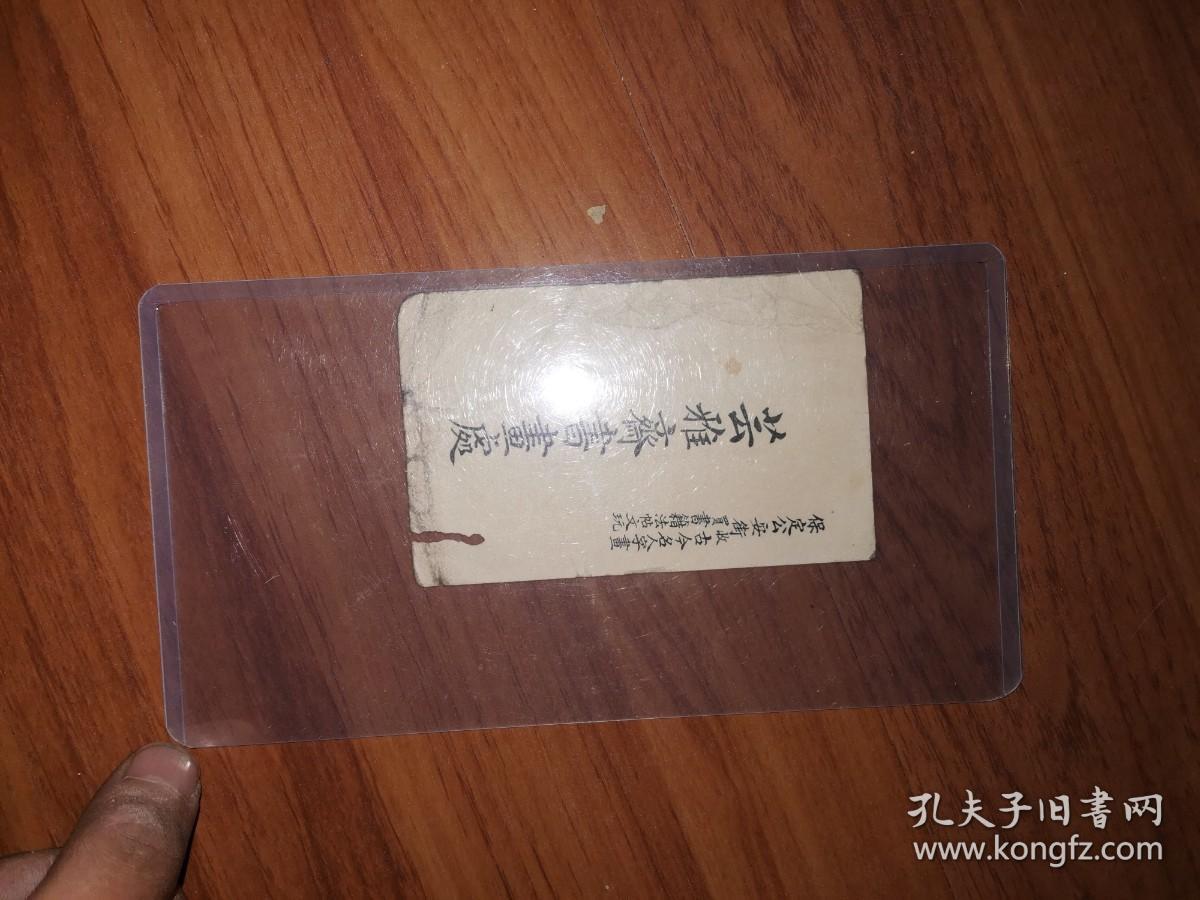 保定公安街
收古今名人字畫
買書籍法帖文玩
芸雅齋書畫處
孔夫子旧書网
www.kongfz.com